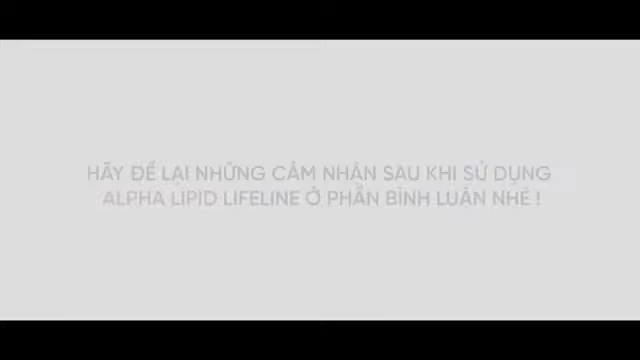 HÃY ĐỂ LẠI NHỮNG CẢM NHẬN SAU KHI SỬ DỤNG
ALPHA LIPID LIFELINE Ở PHẦN BÌNH LUẬN NHÉ !